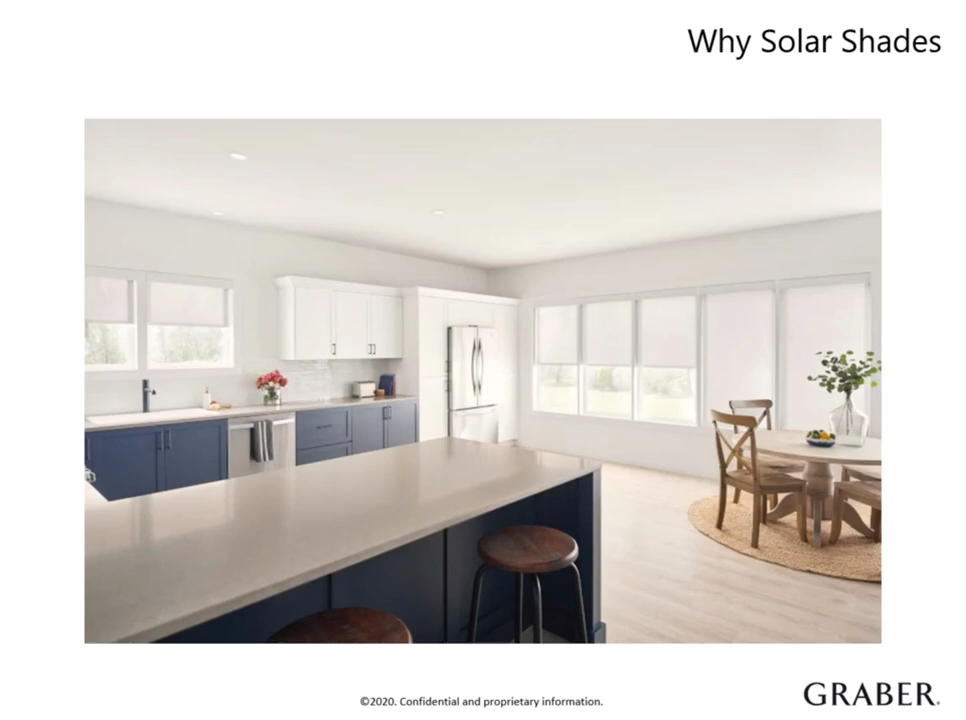 Why Solar Shades
©2020. Confidential and proprietary information.
GRABER.